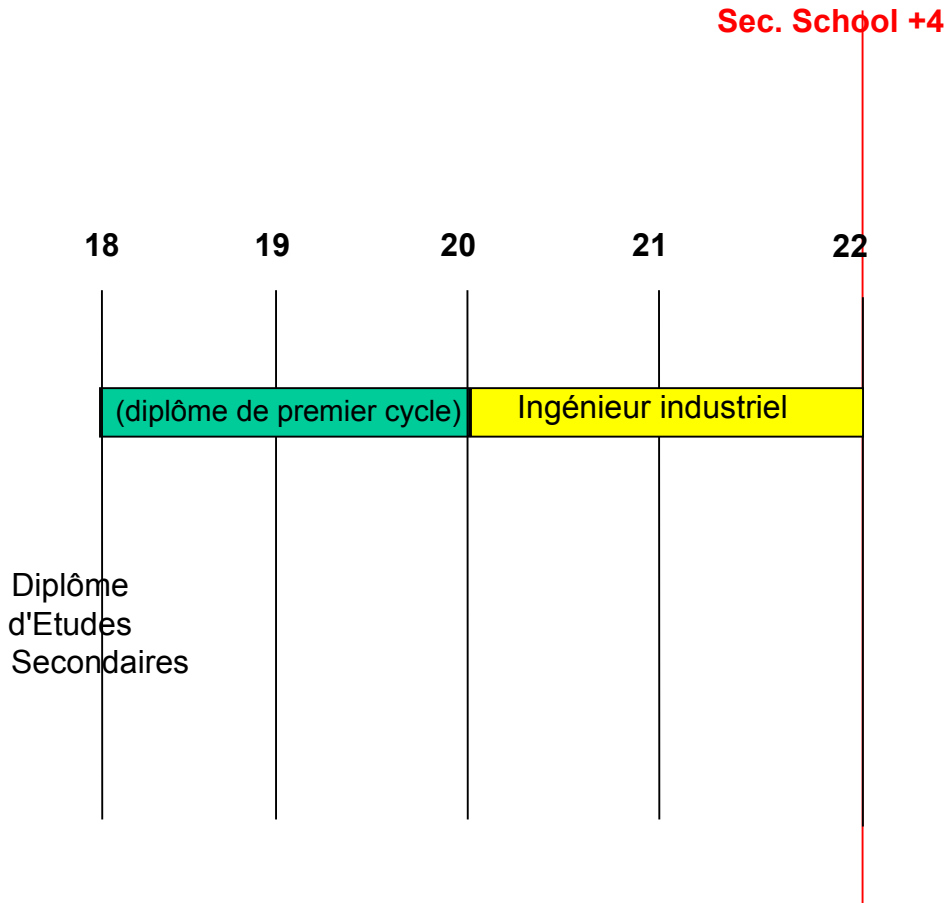 Sec. School +4
18 19 20 21 22
(diplôme de premier cycle) Ingénieur industriel
Diplôme
d'Etudes
Secondaires